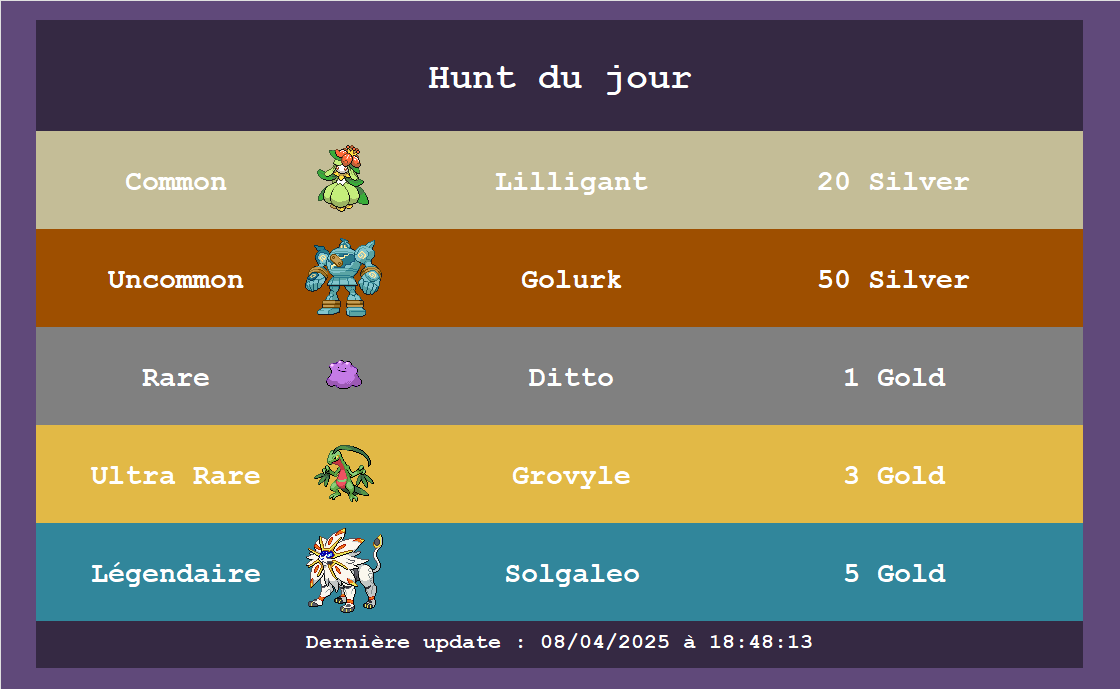 Hunt du jour
Common Lilligant 20 Silver
Uncommon Golurk 50 Silver
Rare Ditto 1 Gold
Ultra Rare Grovyle 3 Gold
Légendaire Solgaleo 5 Gold
Dernière update : 08/04/2025 à 18:48:13